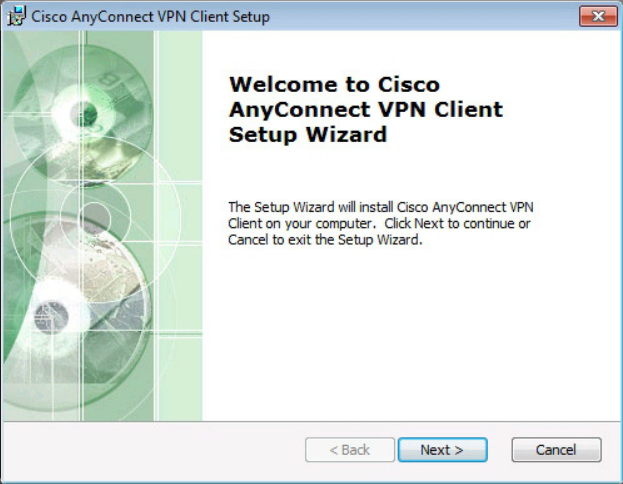 Cisco AnyConnect VPN Client Setup
Welcome to Cisco
AnyConnect VPN Client
Setup Wizard
The Setup Wizard will install Cisco AnyConnect VPN
Client on your computer. Click Next to continue or
Cancel to exit the Setup Wizard.
< Back
Next >
Cancel